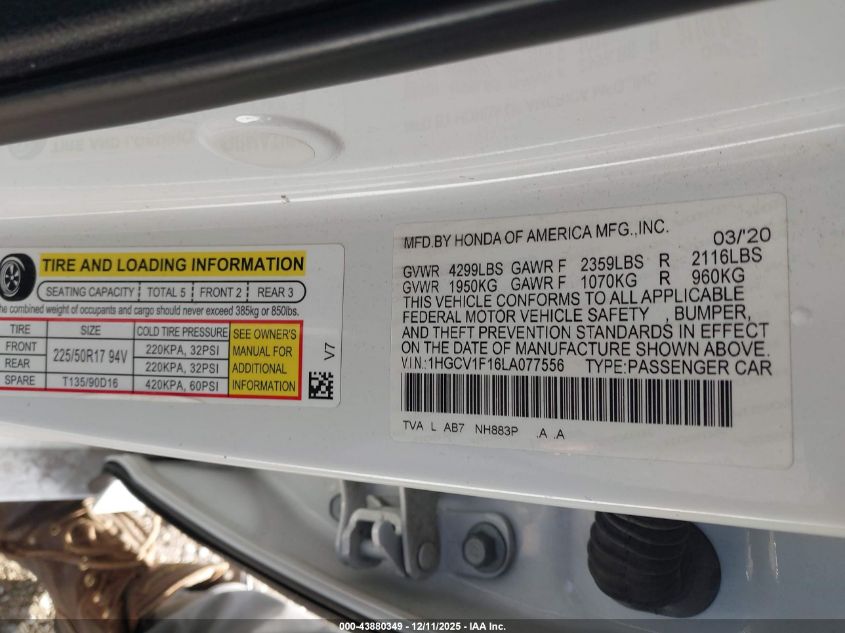 TIRE AND LOADING INFORMATION
SEATING CAPACITY TOTAL 5 FRONT 2 REAR 3
The combined weight of occupants and cargo should never exceed 385kg or 850lbs.
TIRE SIZE COLD TIRE PRESSURE SEE OWNER'S MANUAL FOR ADDITIONAL INFORMATION
FRONT 225/50R17 94V 220KPA, 32PSI
REAR 220KPA, 32PSI
SPARE T135/90D16 420KPA, 60PSI
V7
MFD.BY HONDA OF AMERICA MFG.,INC. 03/'20
GVWR 4299LBS GAWR F 2359LBS R 2116LBS
GVWR 1950KG GAWR F 1070KG R 960KG
THIS VEHICLE CONFORMS TO ALL APPLICABLE
FEDERAL MOTOR VEHICLE SAFETY , BUMPER,
AND THEFT PREVENTION STANDARDS IN EFFECT
ON THE DATE OF MANUFACTURE SHOWN ABOVE.
V.I.N.:1HGCV1F16LA077556 TYPE:PASSENGER CAR
TVA L AB7 NH883P .A .A
000-43880349 - 12/11/2025 - IAA Inc.